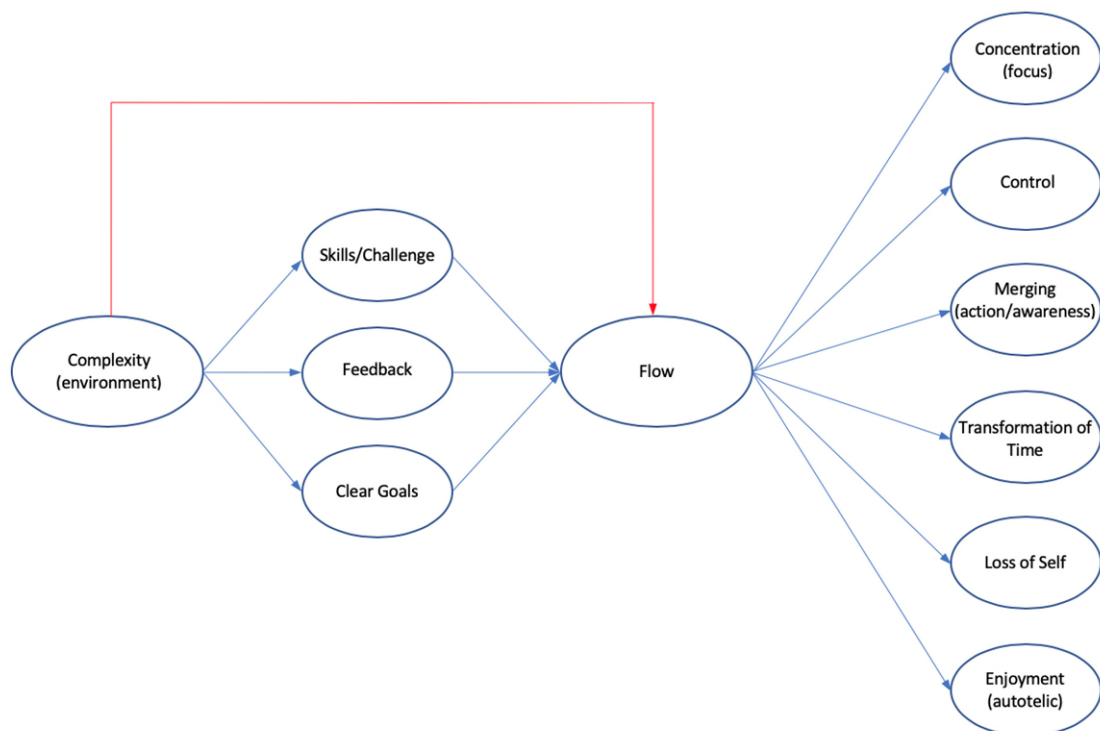 Concentration
(focus)
Control
Skills/Challenge
Merging
(action/awareness)
Complexity
(environment)
Feedback
Flow
Transformation of
Time
Clear Goals
Loss of Self
Enjoyment
(autotelic)